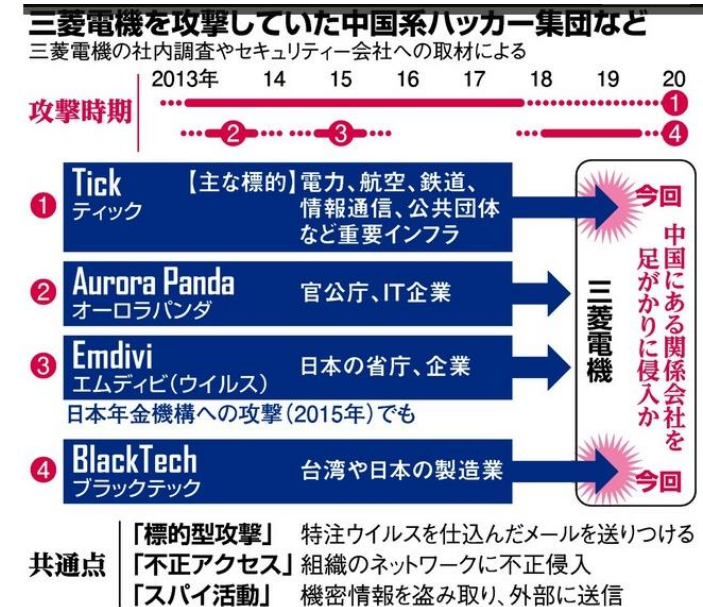 三菱電機を攻撃していた中国系ハッカー集団など
三菱電機の社内調査やセキュリティー会社への取材による
2013年 14 15 16 17 18 19 20
攻撃時期
1
2 3 4
1 Tick
ティック
【主な標的】電力、航空、鉄道、
情報通信、公共団体
など重要インフラ
今回
2 Aurora Panda
オーロラパンダ
官公庁、IT企業
3 Emdivi
エムディビ(ウイルス)
日本の省庁、企業
日本年金機構への攻撃(2015年)でも
4 BlackTech
ブラックテック
台湾や日本の製造業
今回
三菱電機
中国にある関係会社を
足がかりに侵入か
共通点
「標的型攻撃」 特注ウイルスを仕込んだメールを送りつける
「不正アクセス」 組織のネットワークに不正侵入
「スパイ活動」 機密情報を盗み取り、外部に送信